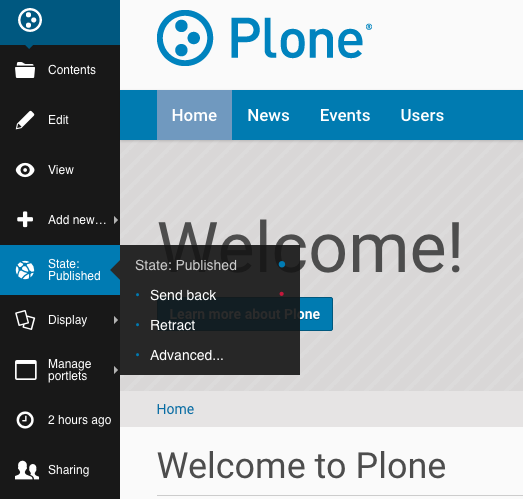 Plone®
Contents
Edit
View
Add new...
State:
Published
Display
Manage
portlets
2 hours ago
Sharing
Home
News
Events
Users
Welcome!
State: Published
Send back
Retract
Advanced...
Learn more about Plone
Home
Welcome to Plone